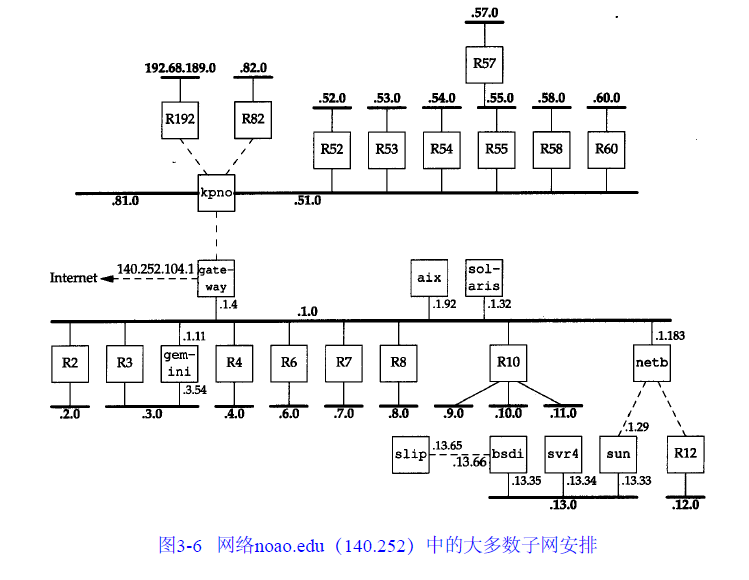 .57.0
R57
192.68.189.0 .82.0
.52.0 .53.0 .54.0 .55.0 .58.0 .60.0
R192 R82
R52 R53 R54 R55 R58 R60
kpno
.81.0 .51.0
Internet 140.252.104.1
gate-
way
aix
sol-
aris
.1.4 .1.92 .1.32
.1.0
.1.11 .1.183
R2 R3
gem-
ini
R4 R6 R7 R8 R10 netb
.3.54
.2.0 .3.0 .4.0 .6.0 .7.0 .8.0 .9.0 .10.0 .11.0
.1.29
slip .13.65 .13.66 bsdi svr4 sun R12
.13.35 .13.34 .13.33
.13.0 .12.0
图3-6 网络noao.edu（140.252）中的大多数子网安排